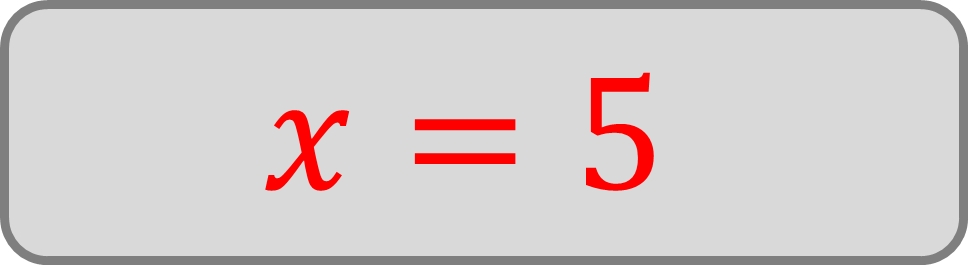 x = 5